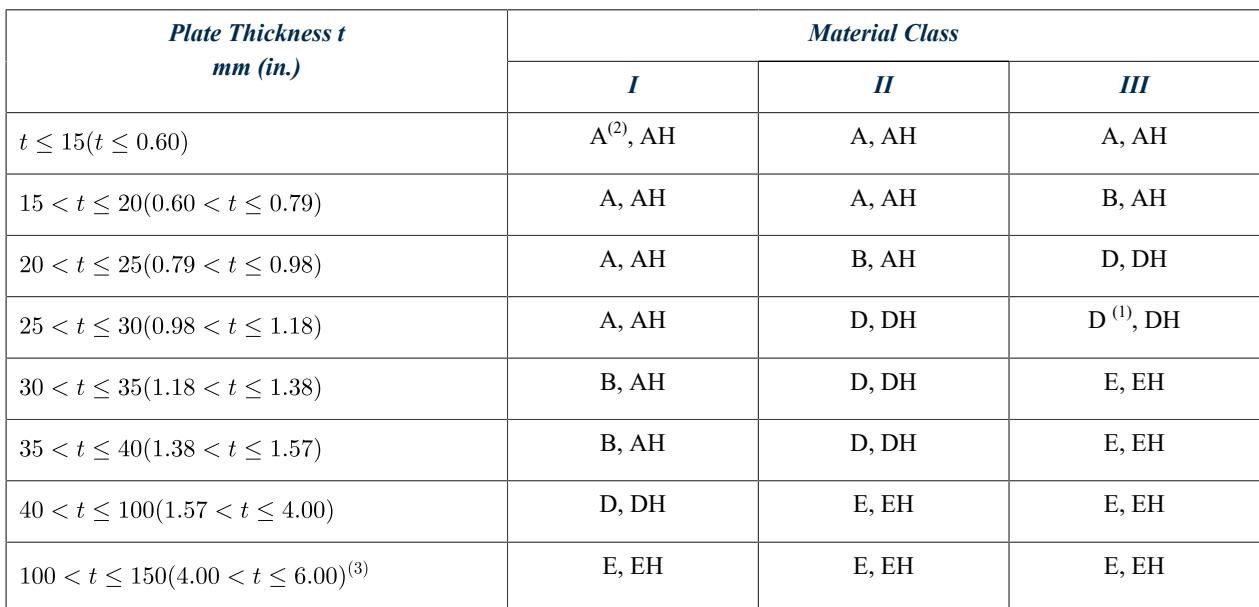 Plate Thickness t Material Class
mm (in.)
I II III
t ≤ 15(t ≤ 0.60) A(2), AH A, AH A, AH
15 < t ≤ 20(0.60 < t ≤ 0.79) A, AH A, AH B, AH
20 < t ≤ 25(0.79 < t ≤ 0.98) A, AH B, AH D, DH
25 < t ≤ 30(0.98 < t ≤ 1.18) A, AH D, DH D (1), DH
30 < t ≤ 35(1.18 < t ≤ 1.38) B, AH D, DH E, EH
35 < t ≤ 40(1.38 < t ≤ 1.57) B, AH D, DH E, EH
40 < t ≤ 100(1.57 < t ≤ 4.00) D, DH E, EH E, EH
100 < t ≤ 150(4.00 < t ≤ 6.00)(3) E, EH E, EH E, EH